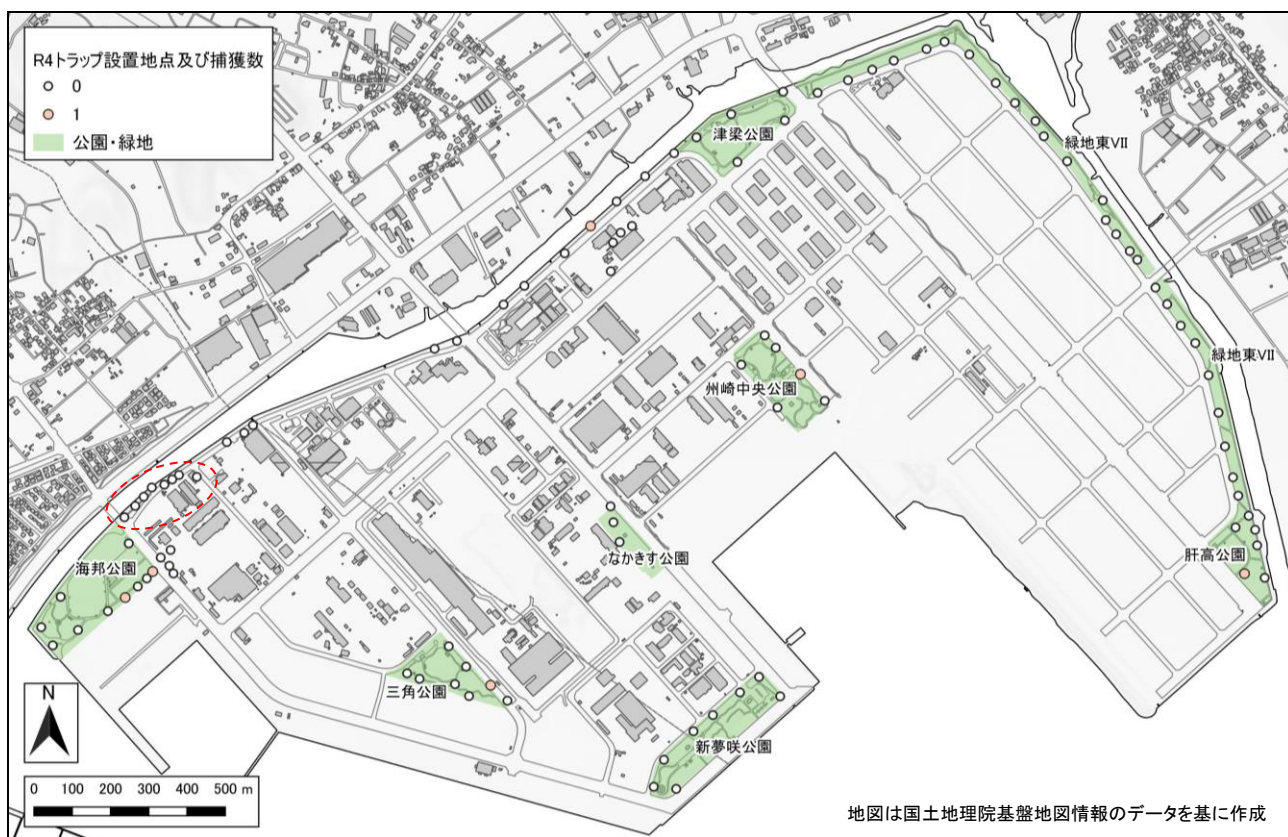 R4トラップ設置地点及び捕獲数
0
1
公園・緑地
津梁公園
緑地東VII
緑地東VII
州崎中央公園
なかきす公園
肝高公園
海邦公園
三角公園
新夢咲公園
N
0 100 200 300 400 500 m
地図は国土地理院基盤地図情報のデータを基に作成